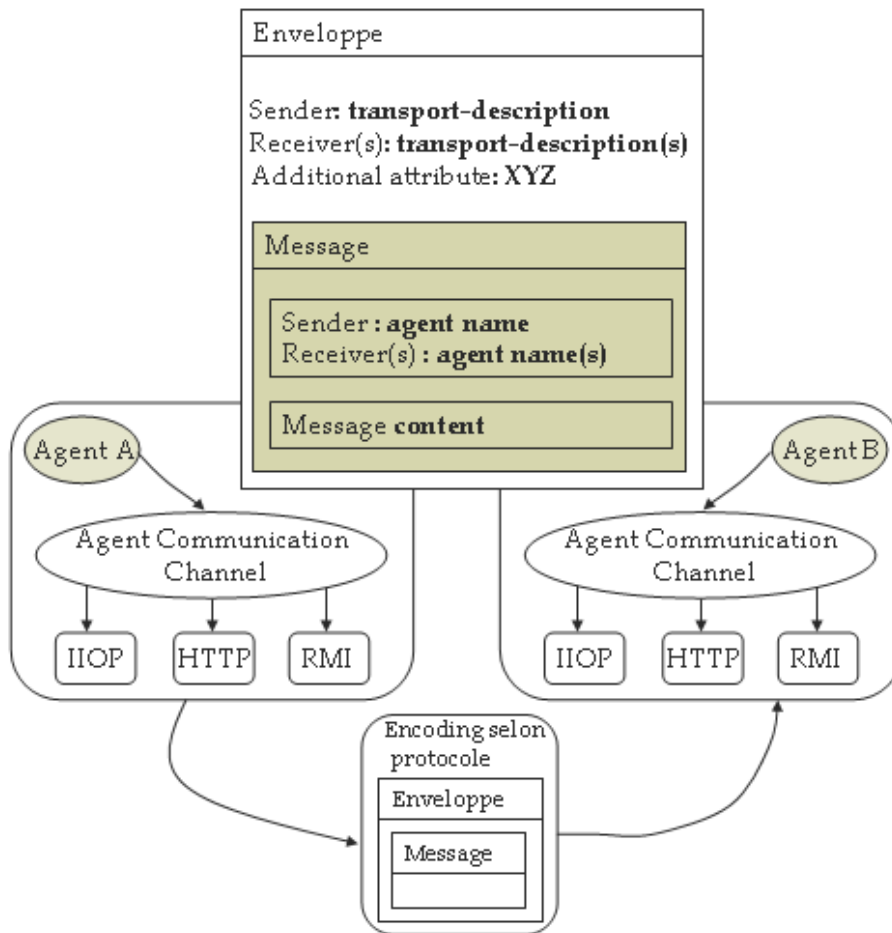 Enveloppe
Sender: transport-description
Receiver(s): transport-description(s)
Additional attribute: XYZ
Message
Sender : agent name
Receiver(s) : agent name(s)
Message content
Agent A
Agent Communication
Channel
IIOP
HTTP
RMI
Agent B
Agent Communication
Channel
IIOP
HTTP
RMI
Encoding selon
protocole
Enveloppe
Message